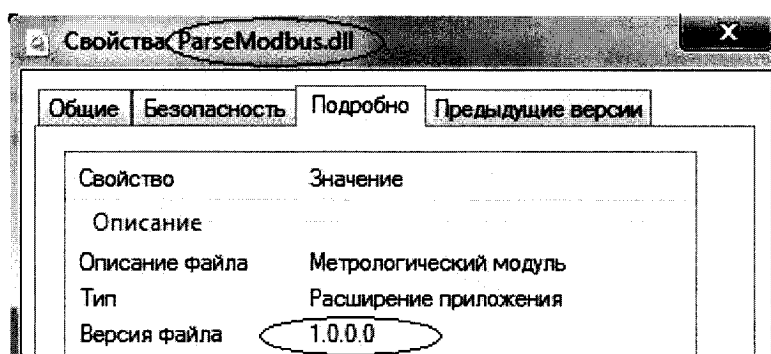 Свойства: ParseModbus.dll
Общие Безопасность Подробно Предыдущие версии
Свойство Значение
Описание
Описание файла Метрологический модуль
Тип Расширение приложения
Версия файла 1.0.0.0